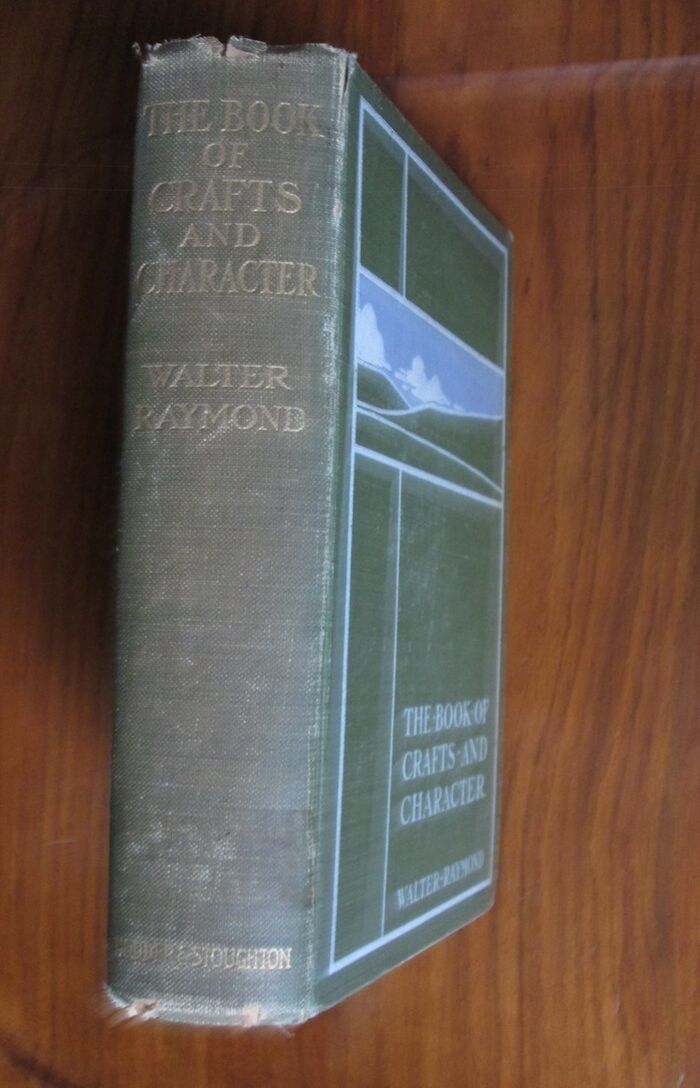 THE BOOK
OF
CRAFTS
AND
CHARACTER
WALTER
RAYMOND
HODDER & STOUGHTON
THE·BOOK·OF
CRAFTS·AND
CHARACTER
WALTER·RAYMOND